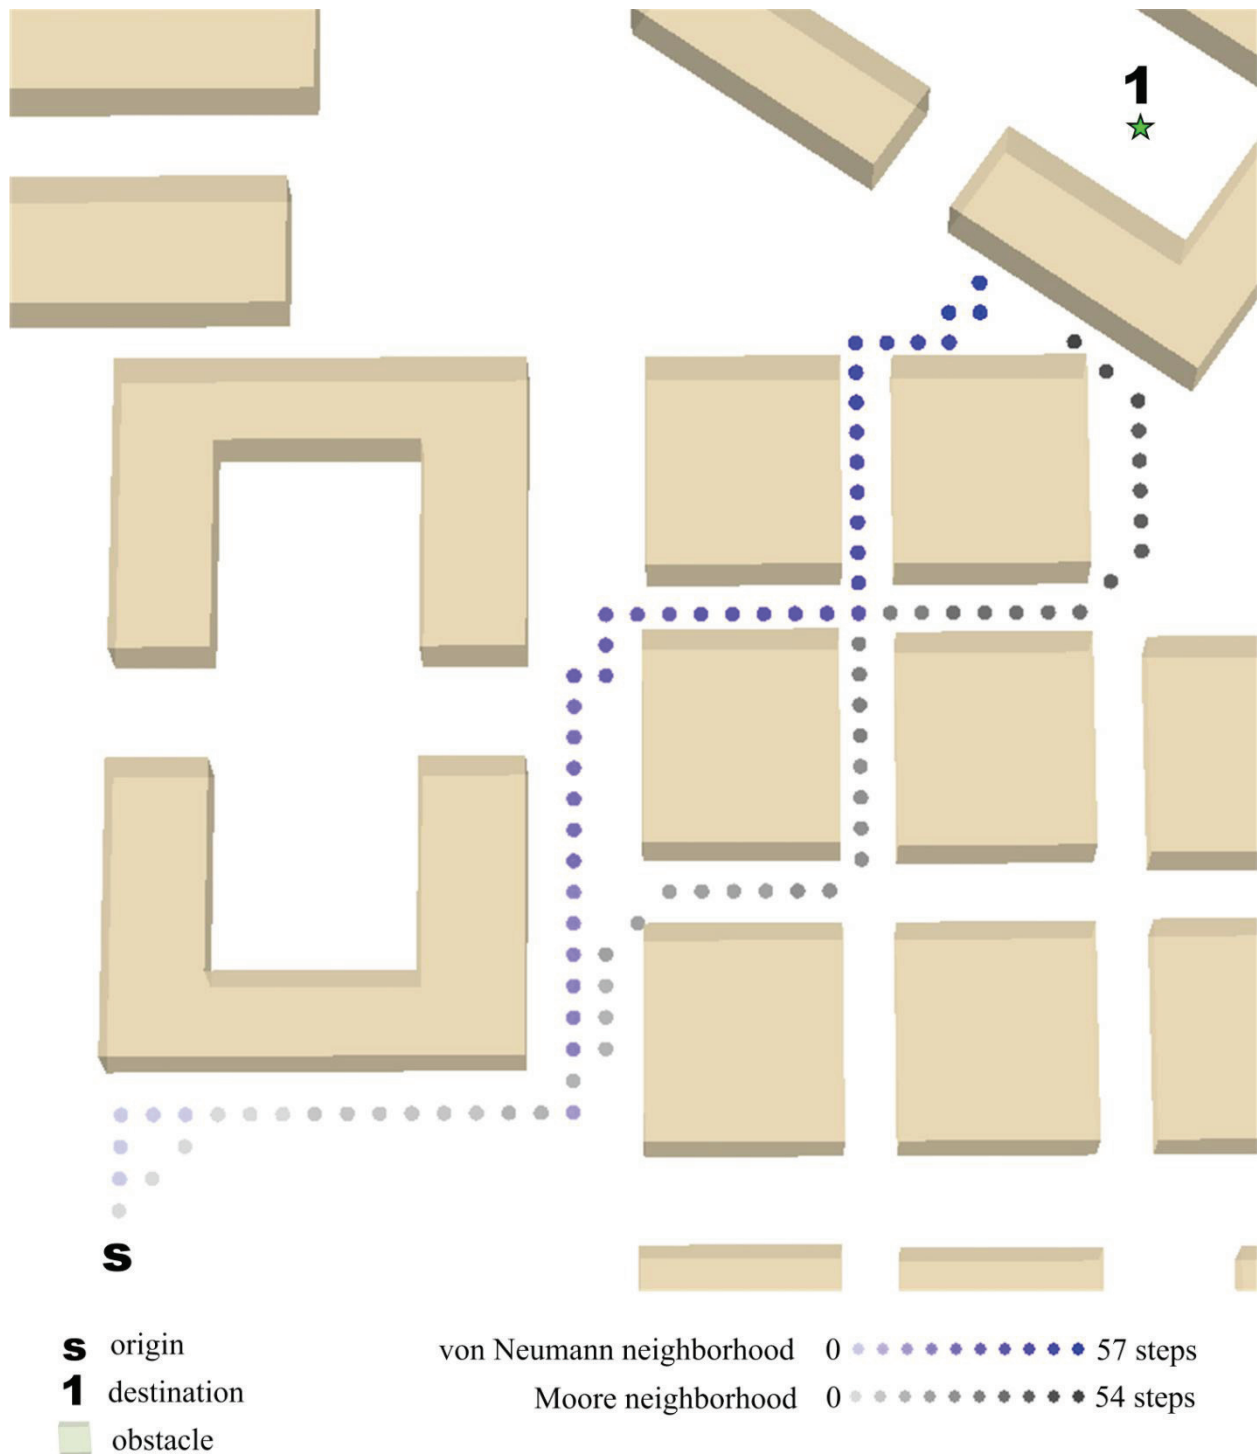 1
s
s origin
von Neumann neighborhood 0 57 steps
1 destination
Moore neighborhood 0 54 steps
obstacle